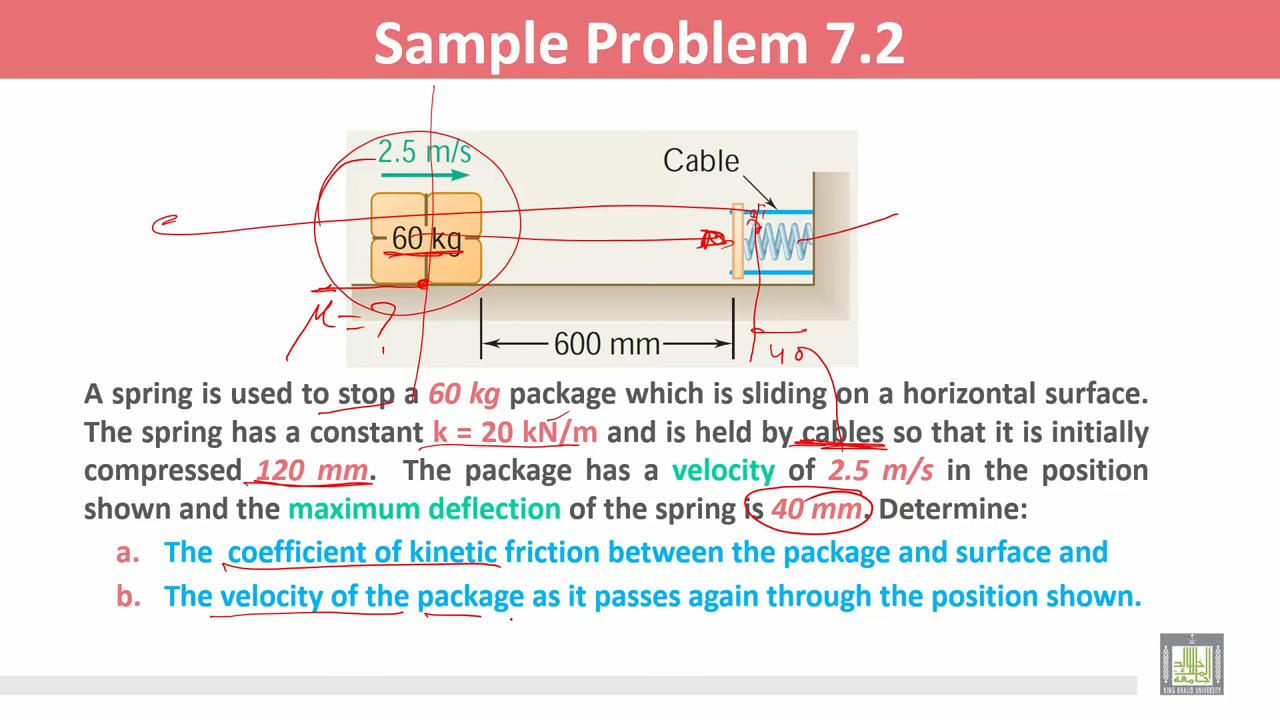 Sample Problem 7.2
2.5 m/s
Cable
60 kg
μ = ?
600 mm
40
A spring is used to stop a 60 kg package which is sliding on a horizontal surface.
The spring has a constant k = 20 kN/m and is held by cables so that it is initially
compressed 120 mm. The package has a velocity of 2.5 m/s in the position
shown and the maximum deflection of the spring is 40 mm. Determine:
a. The coefficient of kinetic friction between the package and surface and
b. The velocity of the package as it passes again through the position shown.
KING KHALID UNIVERSITY